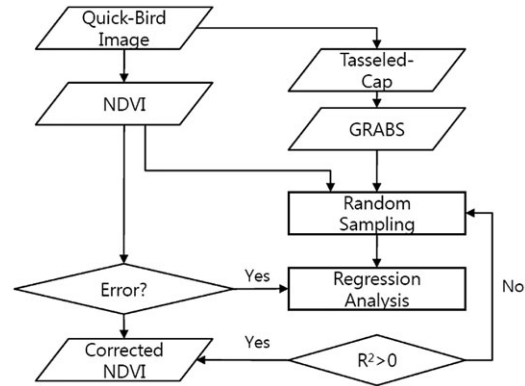 Quick-Bird
Image
Tasseled-
Cap
NDVI
GRABS
Random
Sampling
Error?
Yes
Regression
Analysis
No
Corrected
NDVI
Yes
R²>0